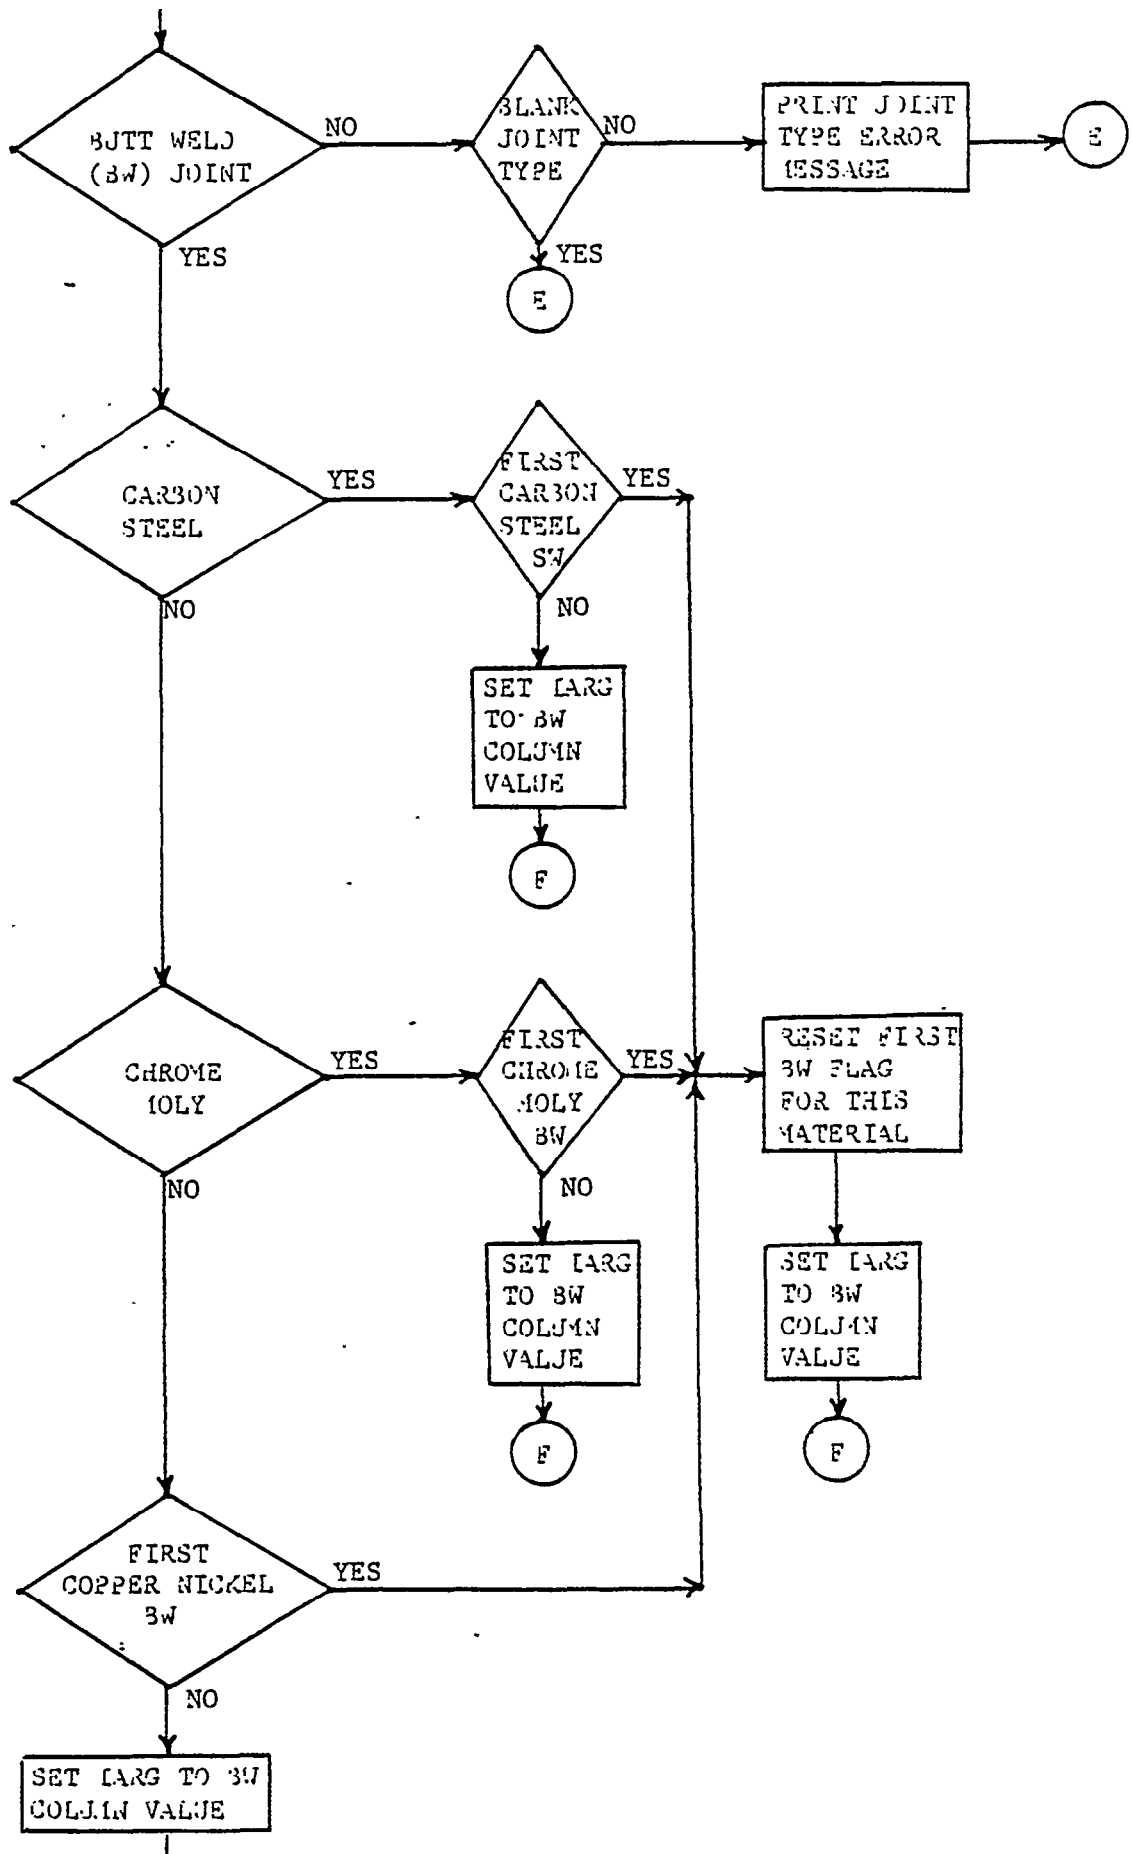 BUTT WELD
(BW) JOINT
NO
BLANK
JOINT
TYPE
NO
PRINT JOINT
TYPE ERROR
MESSAGE
E
YES
YES
E
CARBON
STEEL
YES
FIRST
CARBON
STEEL
SW
YES
NO
NO
SET IARG
TO BW
COLUMN
VALUE
F
CHROME
MOLY
YES
FIRST
CHROME
MOLY
BW
YES
RESET FIRST
BW FLAG
FOR THIS
MATERIAL
NO
NO
SET IARG
TO BW
COLUMN
VALUE
SET IARG
TO BW
COLUMN
VALUE
F
F
FIRST
COPPER NICKEL
BW
YES
NO
SET IARG TO BW
COLUMN VALUE